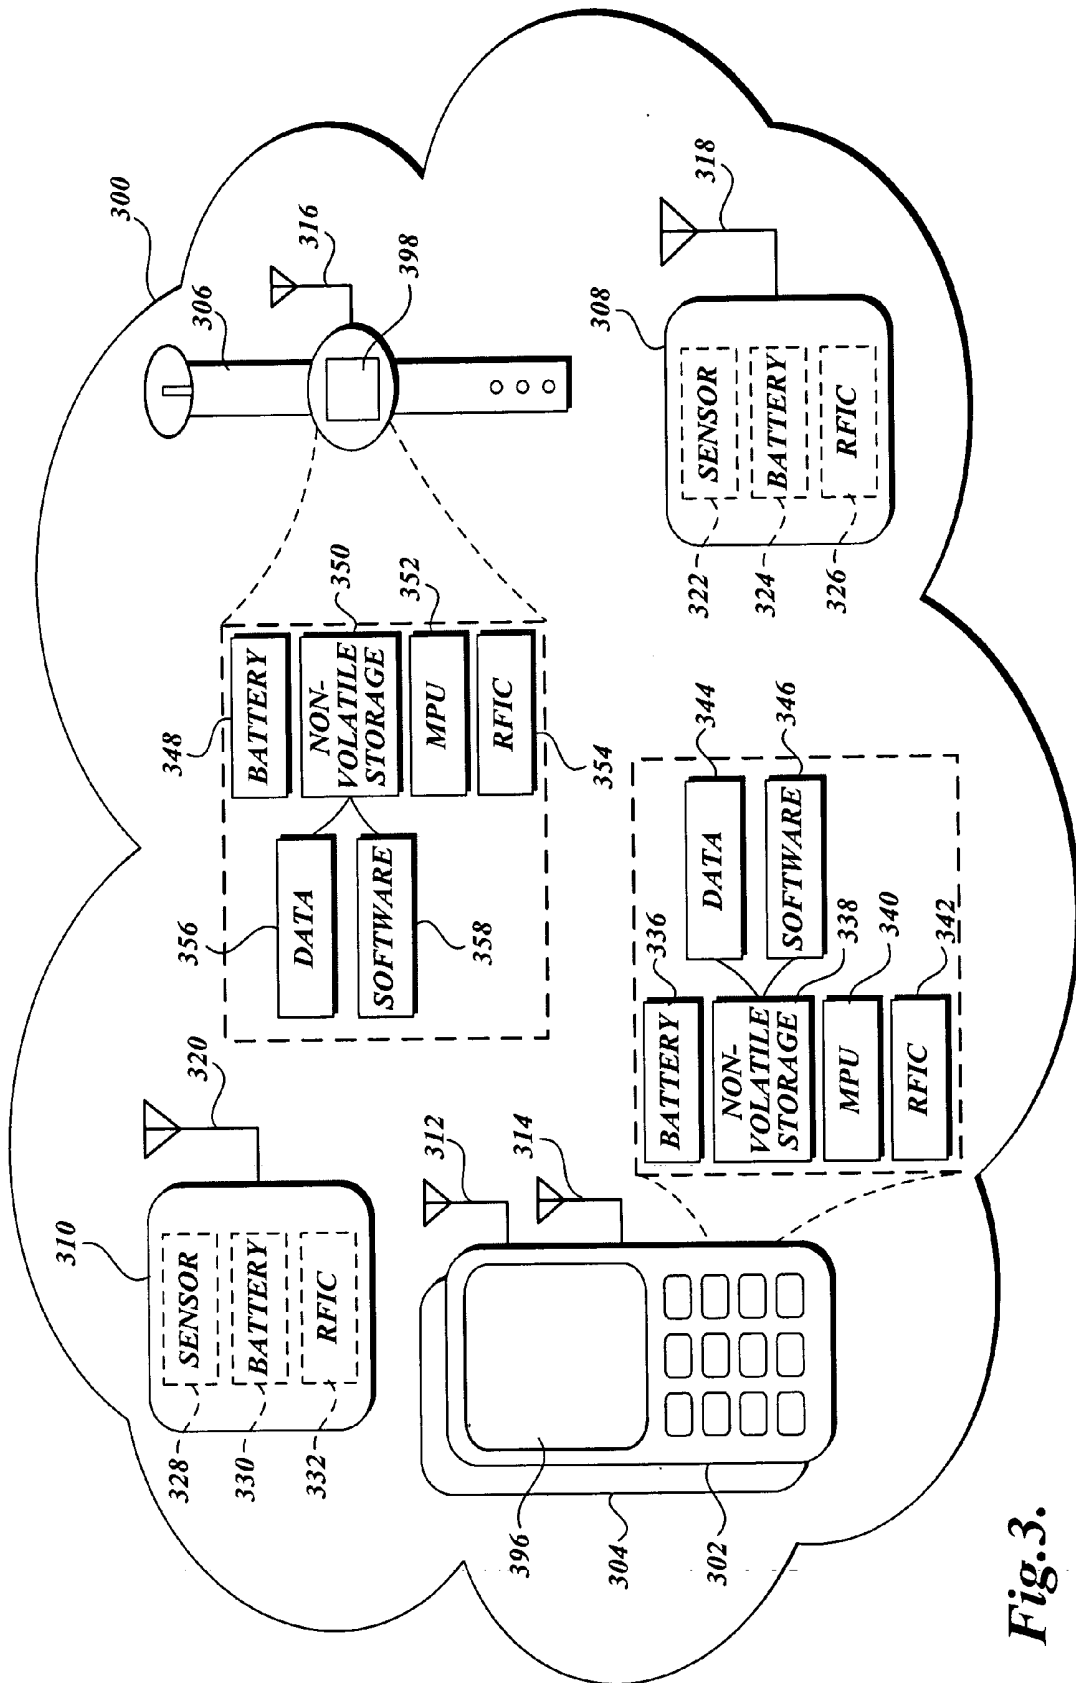 300
306
316
398
348
BATTERY
350
NON-
VOLATILE
STORAGE
352
MPU
RFIC
354
356
DATA
SOFTWARE
358
320
310
SENSOR
BATTERY
RFIC
328
330
332
312
314
396
304
302
336
BATTERY
NON-
VOLATILE
STORAGE
338
MPU
340
RFIC
342
344
DATA
346
SOFTWARE
318
308
SENSOR
BATTERY
RFIC
322
324
326
Fig.3.